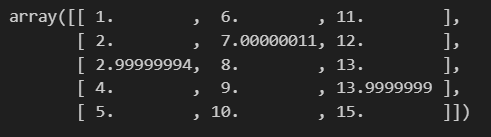 array([[ 1.        ,  6.        , 11.        ],
       [ 2.        ,  7.00000011, 12.        ],
       [ 2.99999994,  8.        , 13.        ],
       [ 4.        ,  9.        , 13.9999999 ],
       [ 5.        , 10.        , 15.        ]])